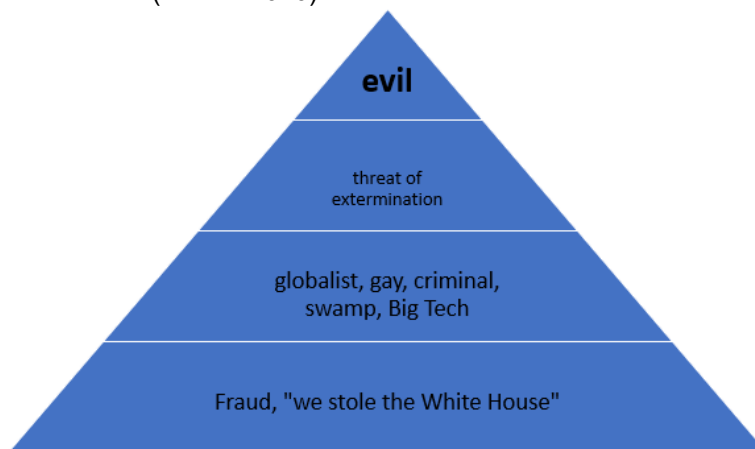 evil
threat of
extermination
globalist, gay, criminal,
swamp, Big Tech
Fraud, "we stole the White House"